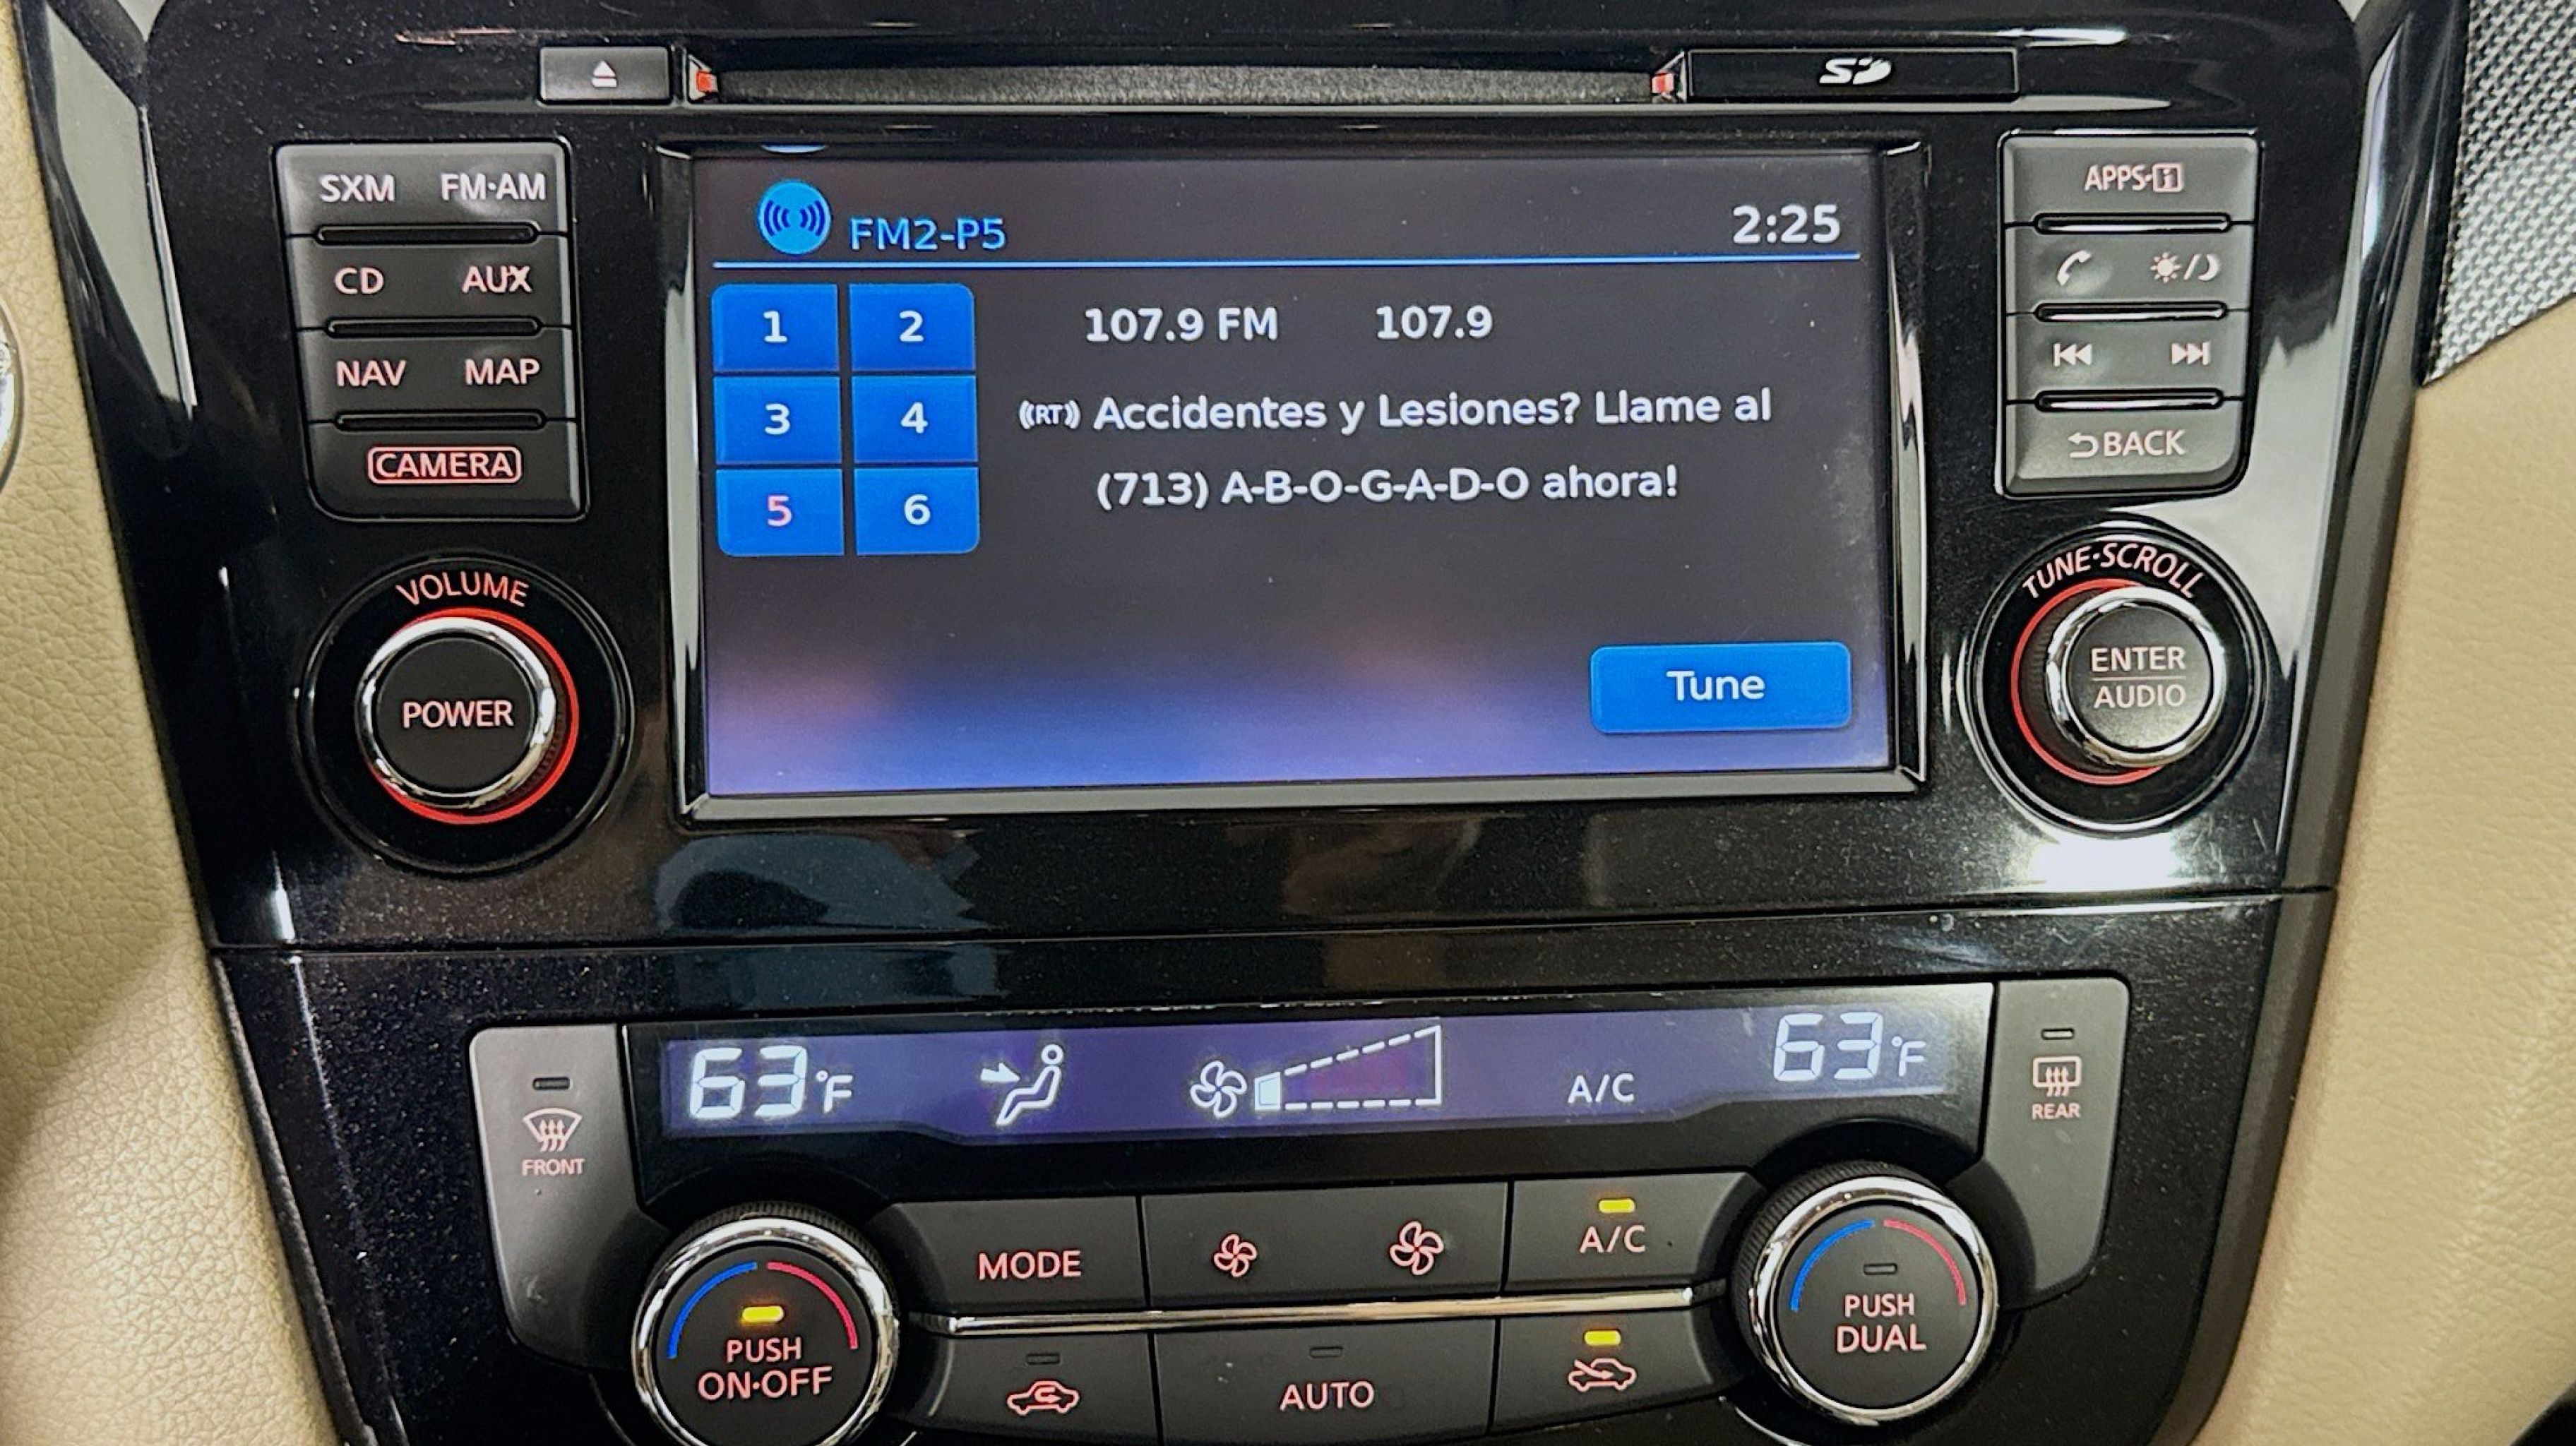 SD
SXM FM·AM
CD AUX
NAV MAP
CAMERA
VOLUME
POWER
FM2-P5 2:25
1 2
3 4
5 6
107.9 FM 107.9
((RT)) Accidentes y Lesiones? Llame al
(713) A-B-O-G-A-D-O ahora!
Tune
APPS·i
BACK
TUNE·SCROLL
ENTER
AUDIO
63°F A/C 63°F
FRONT
REAR
MODE
A/C
PUSH
ON·OFF
AUTO
PUSH
DUAL